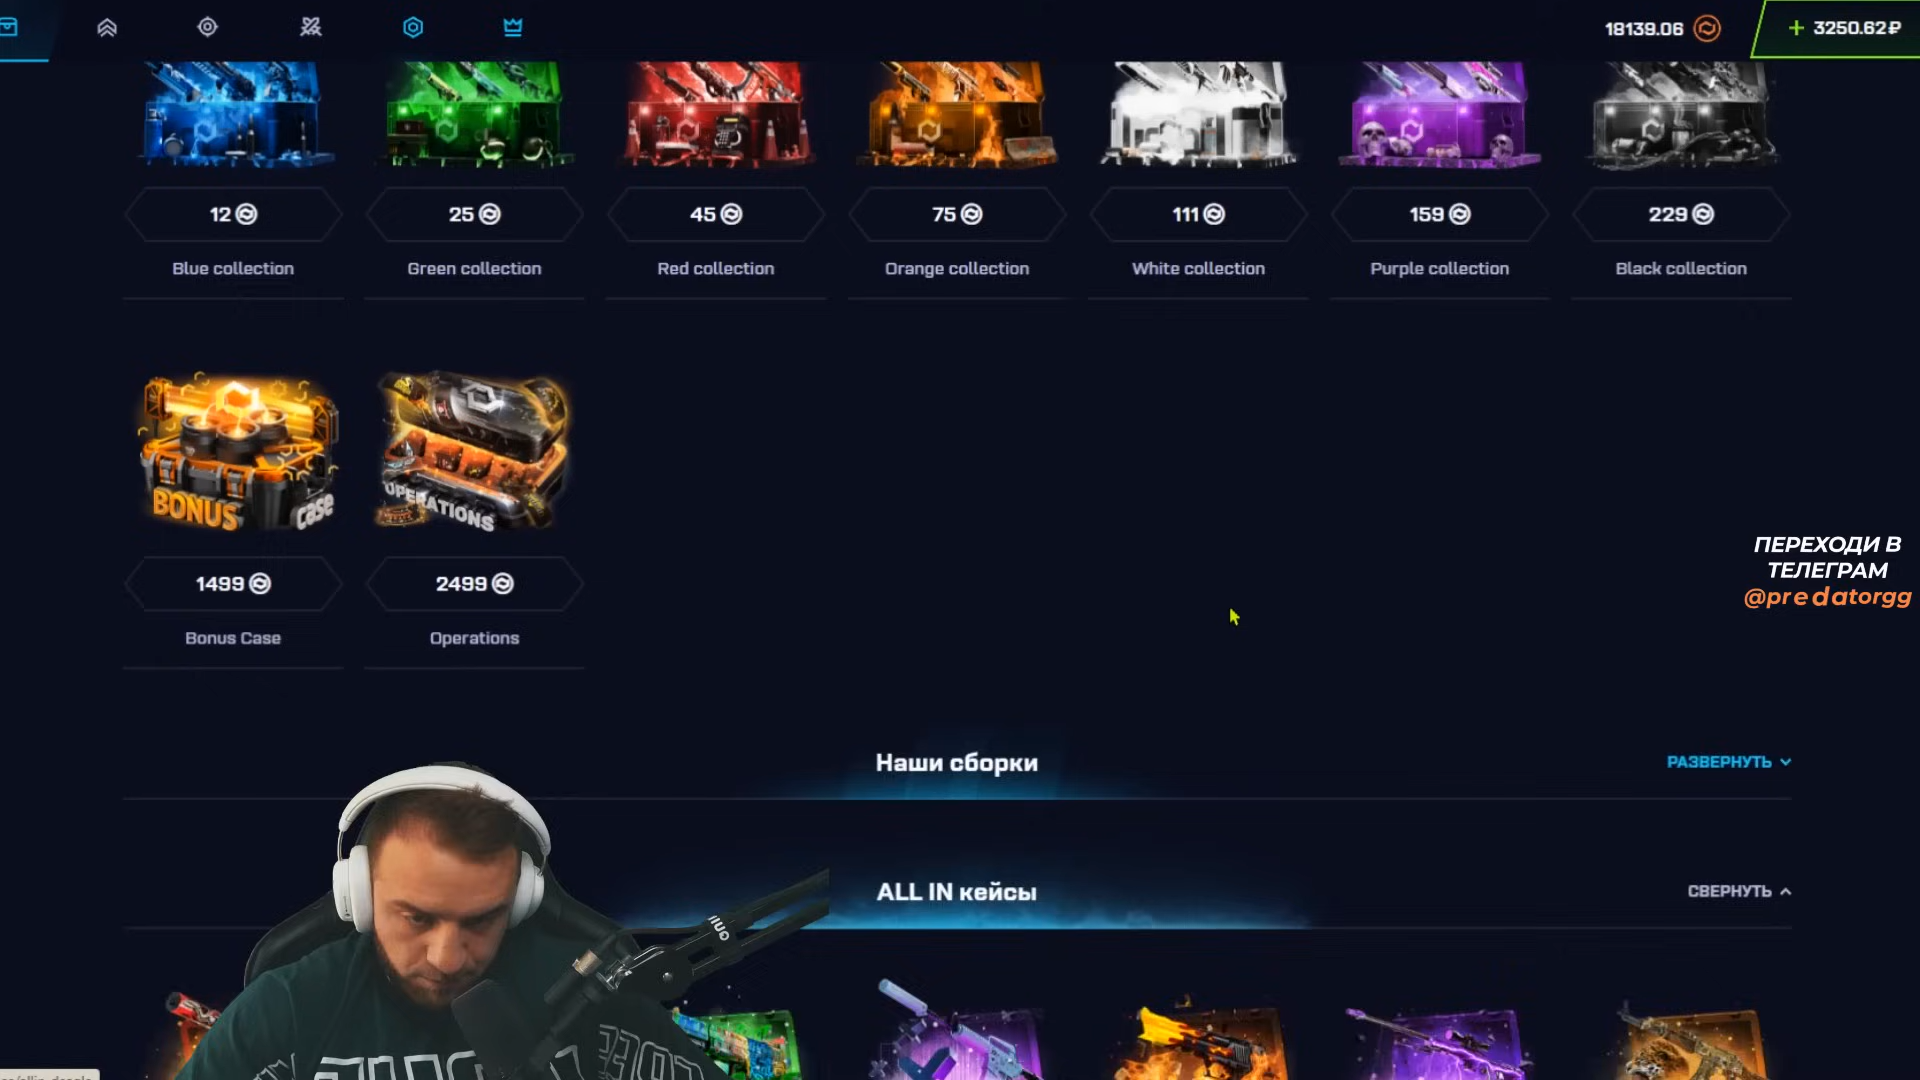 18139.06
+ 3250.62₽
12
25
45
75
111
159
229
Blue collection
Green collection
Red collection
Orange collection
White collection
Purple collection
Black collection
BONUS case
OPERATIONS
1499
2499
Bonus Case
Operations
ПЕРЕХОДИ В
ТЕЛЕГРАМ
@predatorgg
Наши сборки
РАЗВЕРНУТЬ
ALL IN кейсы
СВЕРНУТЬ